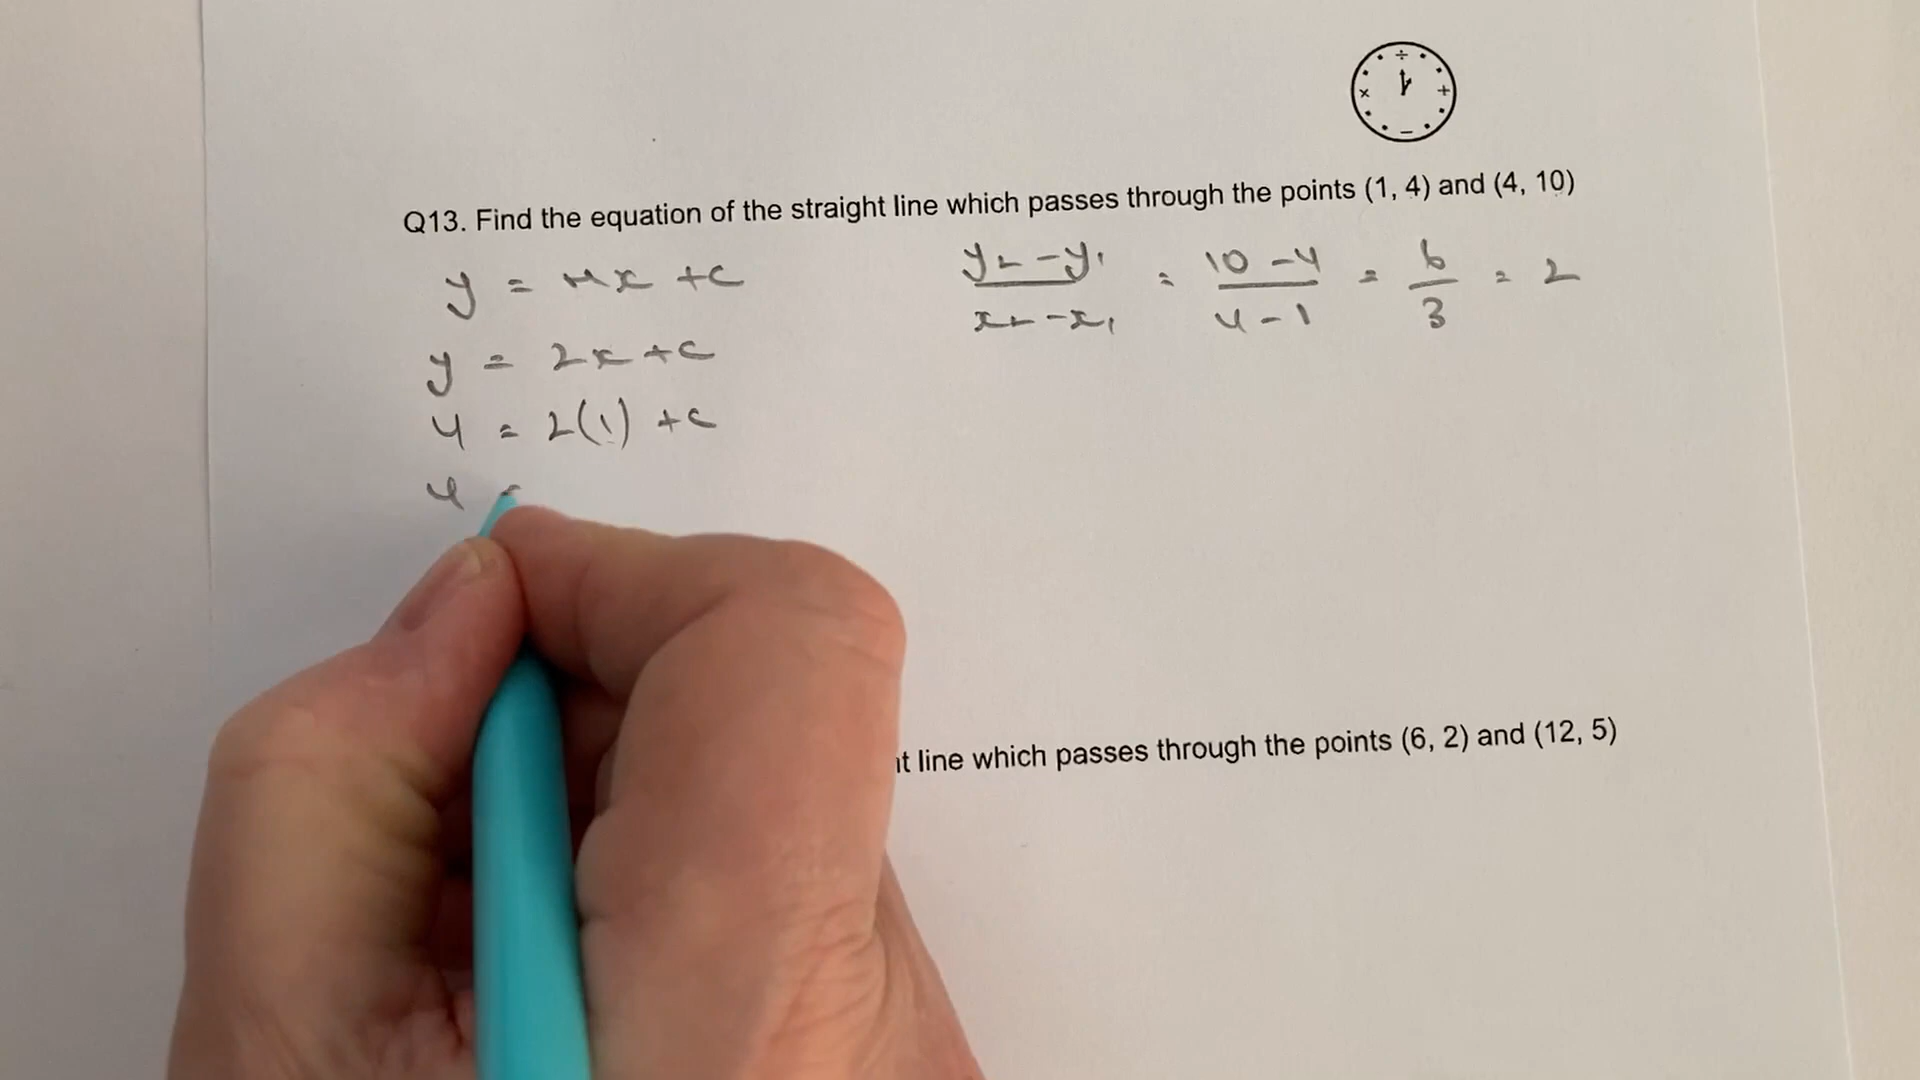 ÷
× +
−
Q13. Find the equation of the straight line which passes through the points (1, 4) and (4, 10)
y = mx + c
y₂ - y₁ / x₂ - x₁ = 10 - 4 / 4 - 1 = 6 / 3 = 2
y = 2x + c
4 = 2(1) + c
4 =
line which passes through the points (6, 2) and (12, 5)